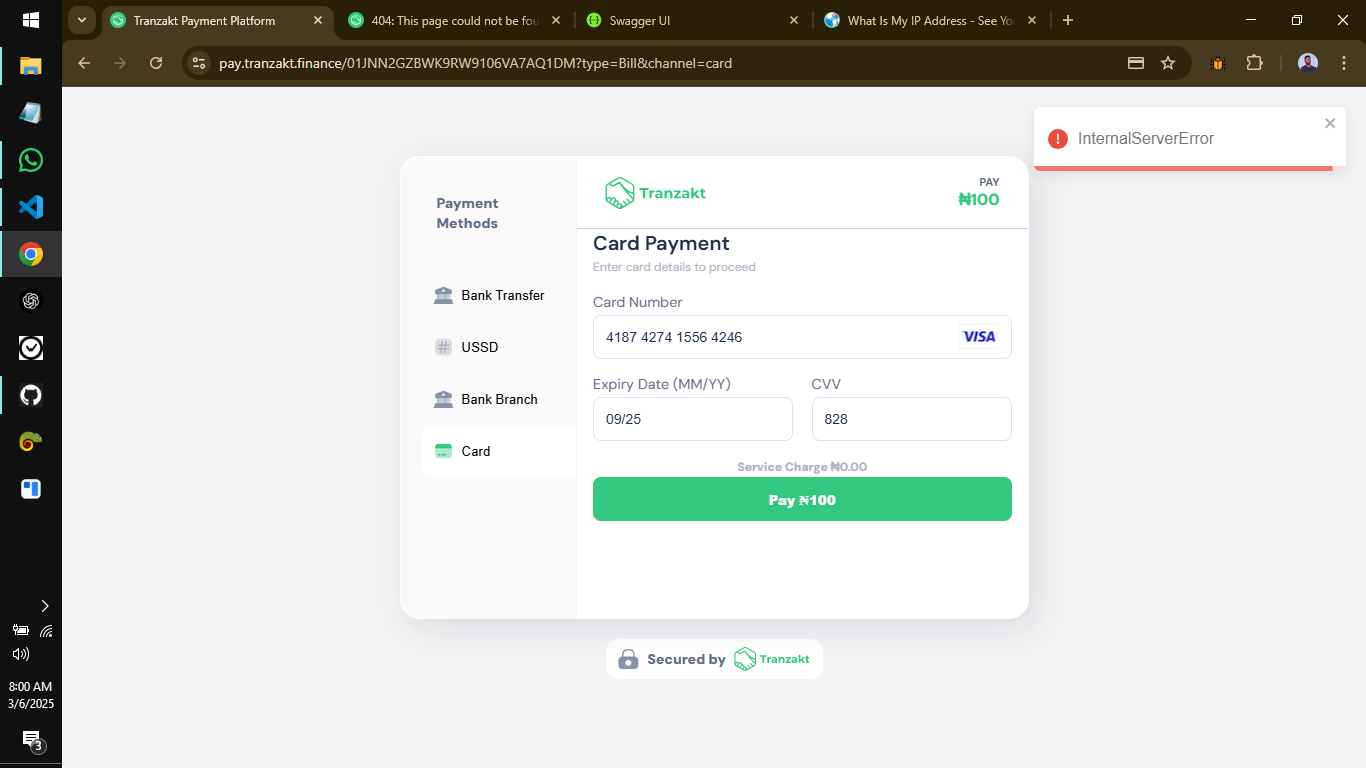 Tranzakt Payment Platform
404: This page could not be fou
Swagger UI
What Is My IP Address - See Yo
pay.tranzakt.finance/01JNN2GZBWK9RW9106VA7AQ1DM?type=Bill&channel=card
InternalServerError
Payment
Methods
Bank Transfer
USSD
Bank Branch
Card
Tranzakt
PAY
₦100
Card Payment
Enter card details to proceed
Card Number
4187 4274 1556 4246
VISA
Expiry Date (MM/YY)
CVV
09/25
828
Service Charge ₦0.00
Pay ₦100
Secured by Tranzakt
8:00 AM
3/6/2025
3